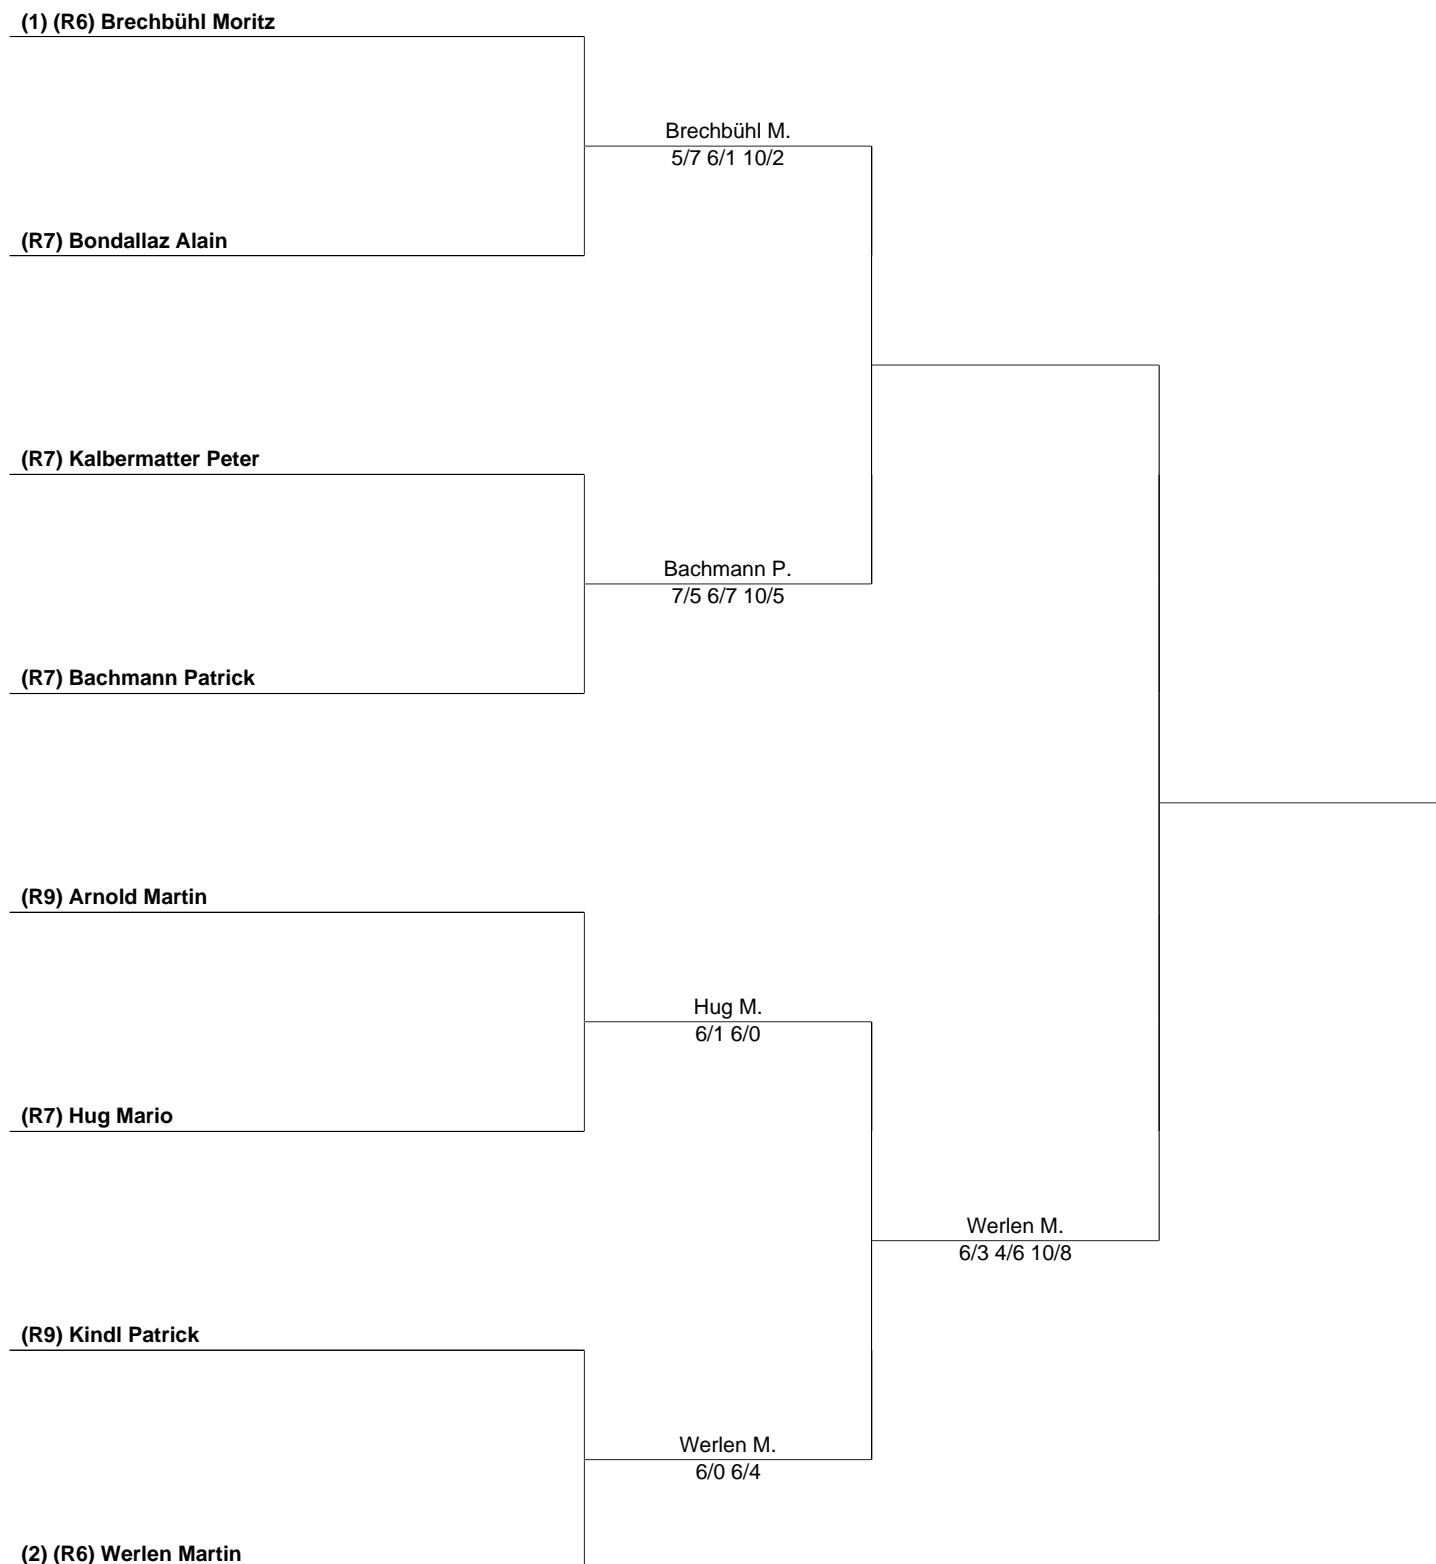 (1) (R6) Brechbühl Moritz
Brechbühl M.
5/7 6/1 10/2
(R7) Bondallaz Alain
(R7) Kalbermatter Peter
Bachmann P.
7/5 6/7 10/5
(R7) Bachmann Patrick
(R9) Arnold Martin
Hug M.
6/1 6/0
(R7) Hug Mario
Werlen M.
6/3 4/6 10/8
(R9) Kindl Patrick
Werlen M.
6/0 6/4
(2) (R6) Werlen Martin